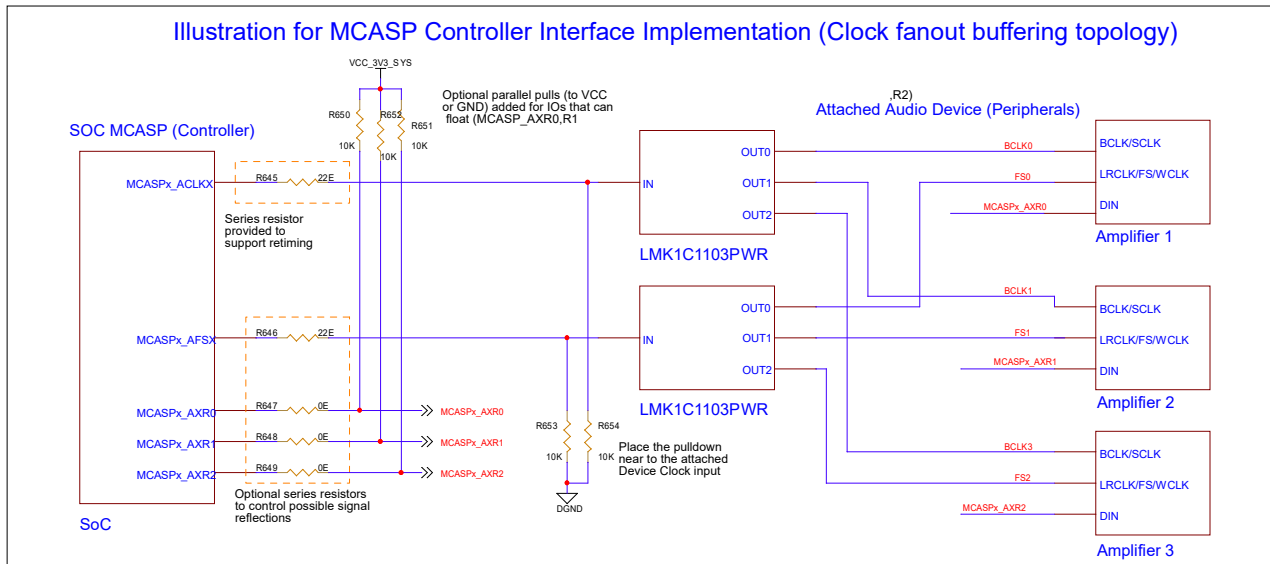 Illustration for MCASP Controller Interface Implementation (Clock fanout buffering topology)
VCC_3V3_SYS
Optional parallel pulls (to VCC
or GND) added for IOs that can
float (MCASP_AXR0,R1
,R2)
Attached Audio Device (Peripherals)
SOC MCASP (Controller)
R650
R652
R651
10K
10K
10K
MCASPx_ACLKX
R645
22E
Series resistor
provided to
support retiming
IN
OUT0
OUT1
OUT2
LMK1C1103PWR
BCLK0
FS0
MCASPx_AXR0
BCLK/SCLK
LRCLK/FS/WCLK
DIN
Amplifier 1
MCASPx_AFSX
R646
22E
IN
OUT0
OUT1
OUT2
LMK1C1103PWR
BCLK1
FS1
MCASPx_AXR1
BCLK/SCLK
LRCLK/FS/WCLK
DIN
Amplifier 2
MCASPx_AXR0
R647
0E
MCASPx_AXR0
MCASPx_AXR1
R648
0E
MCASPx_AXR1
MCASPx_AXR2
R649
0E
MCASPx_AXR2
Optional series resistors
to control possible signal
reflections
SoC
R653
R654
10K
10K
Place the pulldown
near to the attached
Device Clock input
DGND
BCLK3
FS2
MCASPx_AXR2
BCLK/SCLK
LRCLK/FS/WCLK
DIN
Amplifier 3